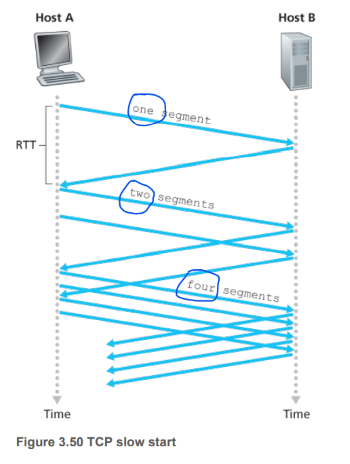 Host A
Host B
one segment
RTT
two segments
four segments
Time
Time
Figure 3.50 TCP slow start